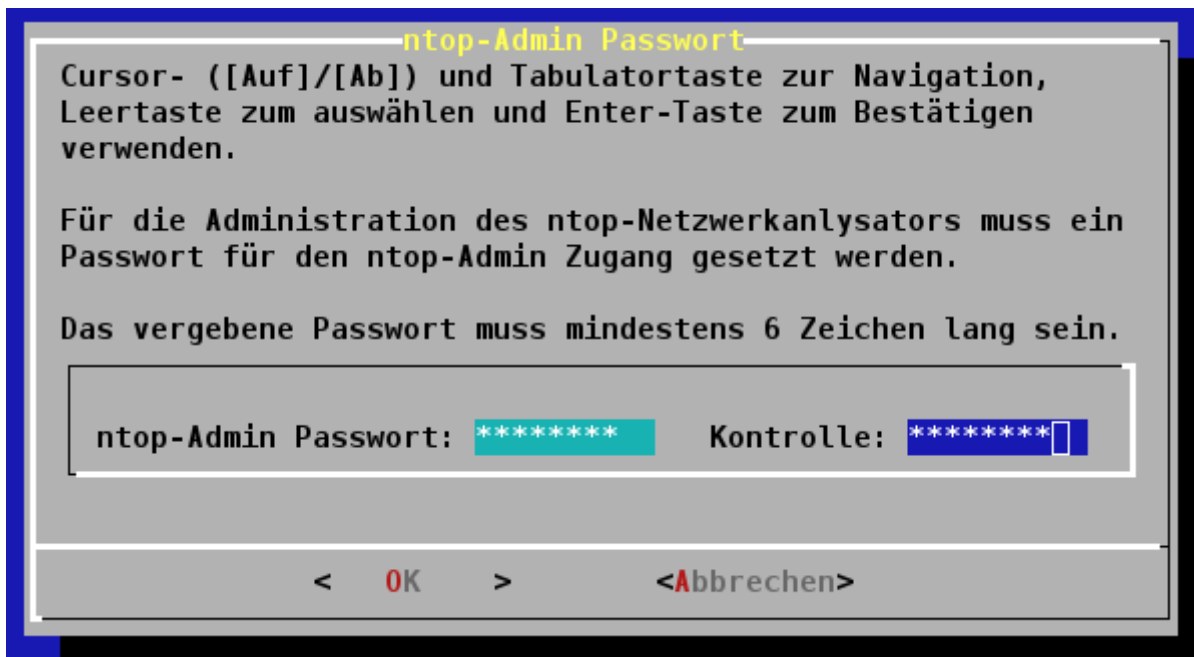 ntop-Admin Passwort
Cursor- ([Auf]/[Ab]) und Tabulatortaste zur Navigation,
Leertaste zum auswählen und Enter-Taste zum Bestätigen
verwenden.
Für die Administration des ntop-Netzwerkanlysators muss ein
Passwort für den ntop-Admin Zugang gesetzt werden.
Das vergebene Passwort muss mindestens 6 Zeichen lang sein.
ntop-Admin Passwort: ******** Kontrolle: ********
< OK > <Abbrechen>